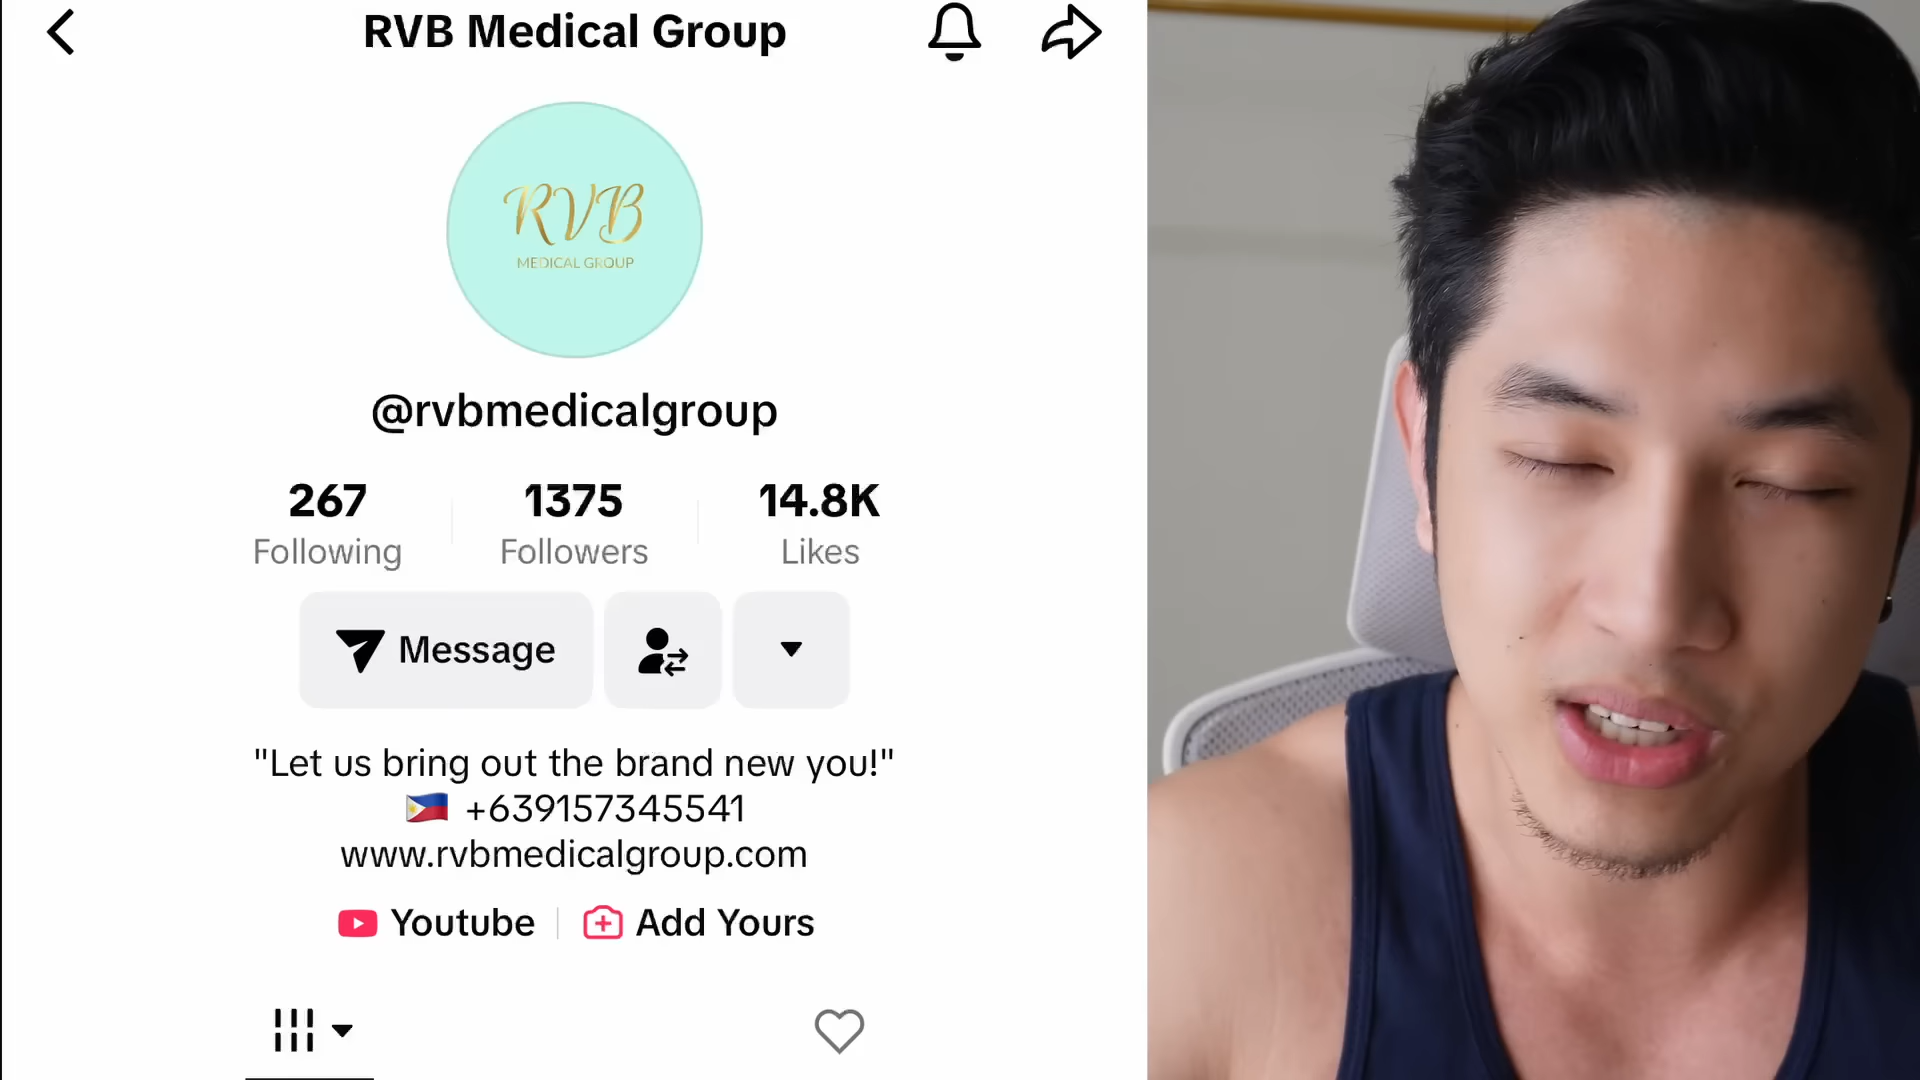 RVB Medical Group
RVB
MEDICAL GROUP
@rvbmedicalgroup
267 1375 14.8K
Following Followers Likes
Message
"Let us bring out the brand new you!"
🇵🇭 +639157345541
www.rvbmedicalgroup.com
Youtube Add Yours